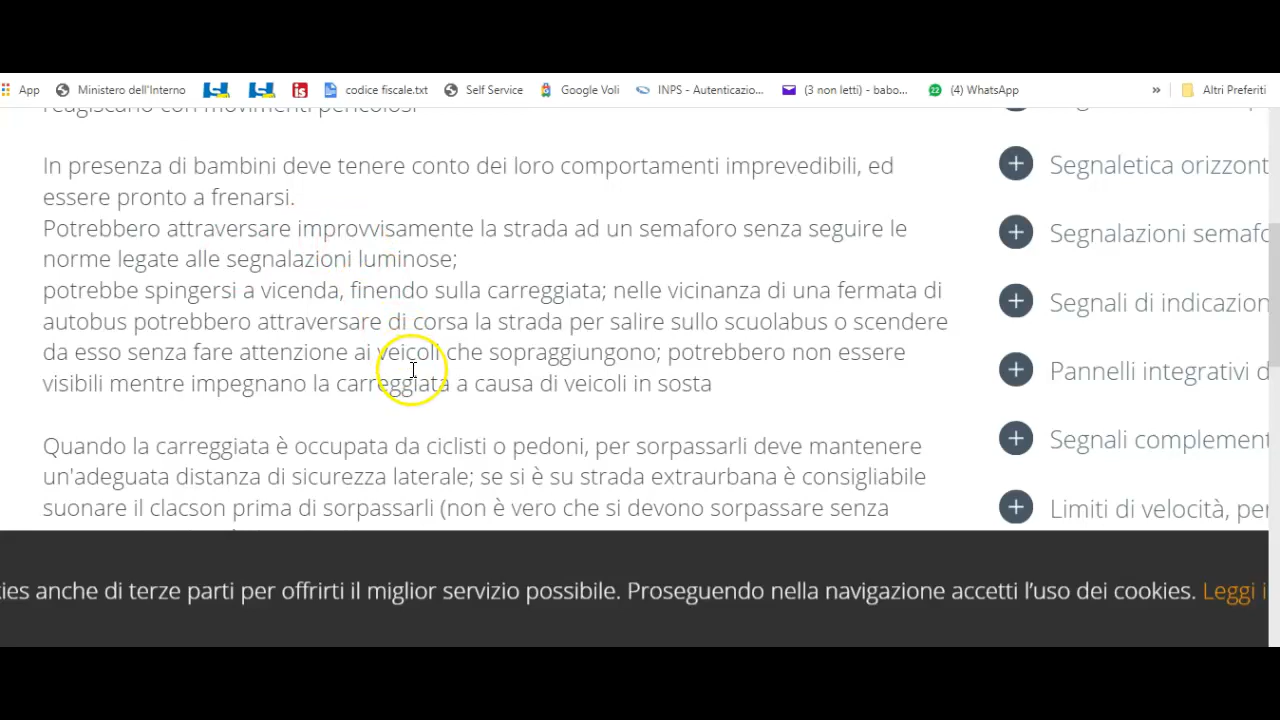 App
Ministero dell'Interno
codice fiscale.txt
Self Service
Google Voli
INPS - Autenticazio...
(3 non letti) - babo...
22
(4) WhatsApp
»
Altri Preferiti
reagiscano con movimenti pericolosi
In presenza di bambini deve tenere conto dei loro comportamenti imprevedibili, ed
essere pronto a frenarsi.
Potrebbero attraversare improvvisamente la strada ad un semaforo senza seguire le
norme legate alle segnalazioni luminose;
potrebbe spingersi a vicenda, finendo sulla carreggiata; nelle vicinanza di una fermata di
autobus potrebbero attraversare di corsa la strada per salire sullo scuolabus o scendere
da esso senza fare attenzione ai veicoli che sopraggiungono; potrebbero non essere
visibili mentre impegnano la carreggiata a causa di veicoli in sosta
Quando la carreggiata è occupata da ciclisti o pedoni, per sorpassarli deve mantenere
un'adeguata distanza di sicurezza laterale; se si è su strada extraurbana è consigliabile
suonare il clacson prima di sorpassarli (non è vero che si devono sorpassare senza
Segnaletica orizzont
Segnalazioni semafo
Segnali di indicazion
Pannelli integrativi d
Segnali complement
Limiti di velocità, per
ies anche di terze parti per offrirti il miglior servizio possibile. Proseguendo nella navigazione accetti l'uso dei cookies. Leggi i